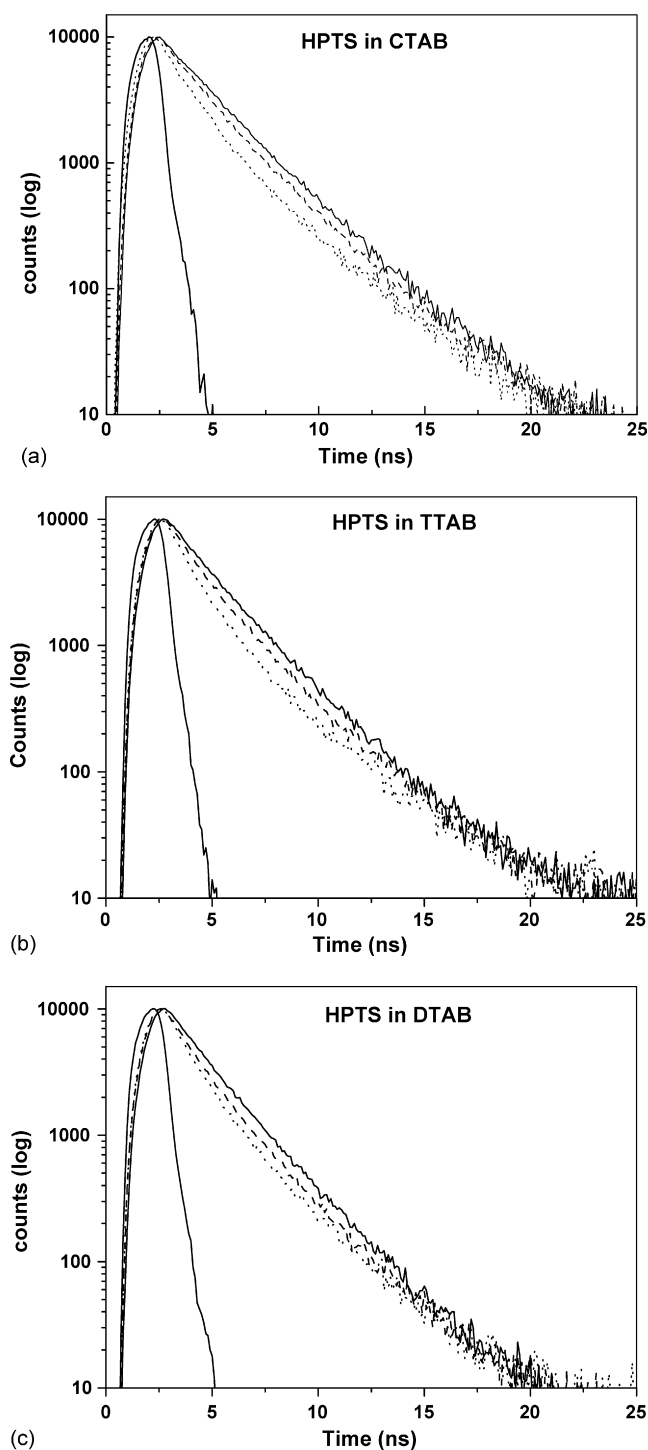 HPTS in CTAB
10000
1000
100
10
counts (log)
0 5 10 15 20 25
Time (ns)
(a)
HPTS in TTAB
10000
1000
100
10
Counts (log)
0 5 10 15 20 25
Time (ns)
(b)
HPTS in DTAB
10000
1000
100
10
counts (log)
0 5 10 15 20 25
Time (ns)
(c)